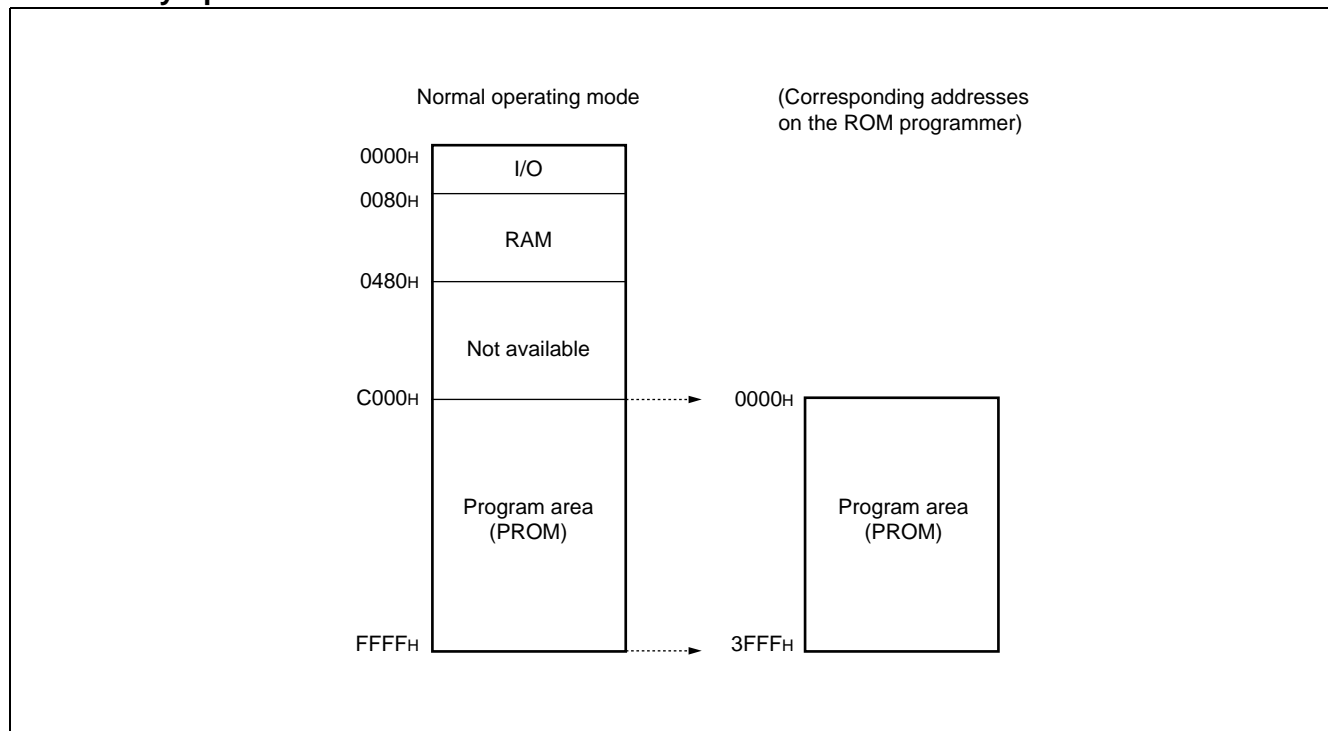 Normal operating mode
(Corresponding addresses
on the ROM programmer)
0000H
I/O
0080H
RAM
0480H
Not available
C000H
0000H
Program area
(PROM)
Program area
(PROM)
FFFFH
3FFFH